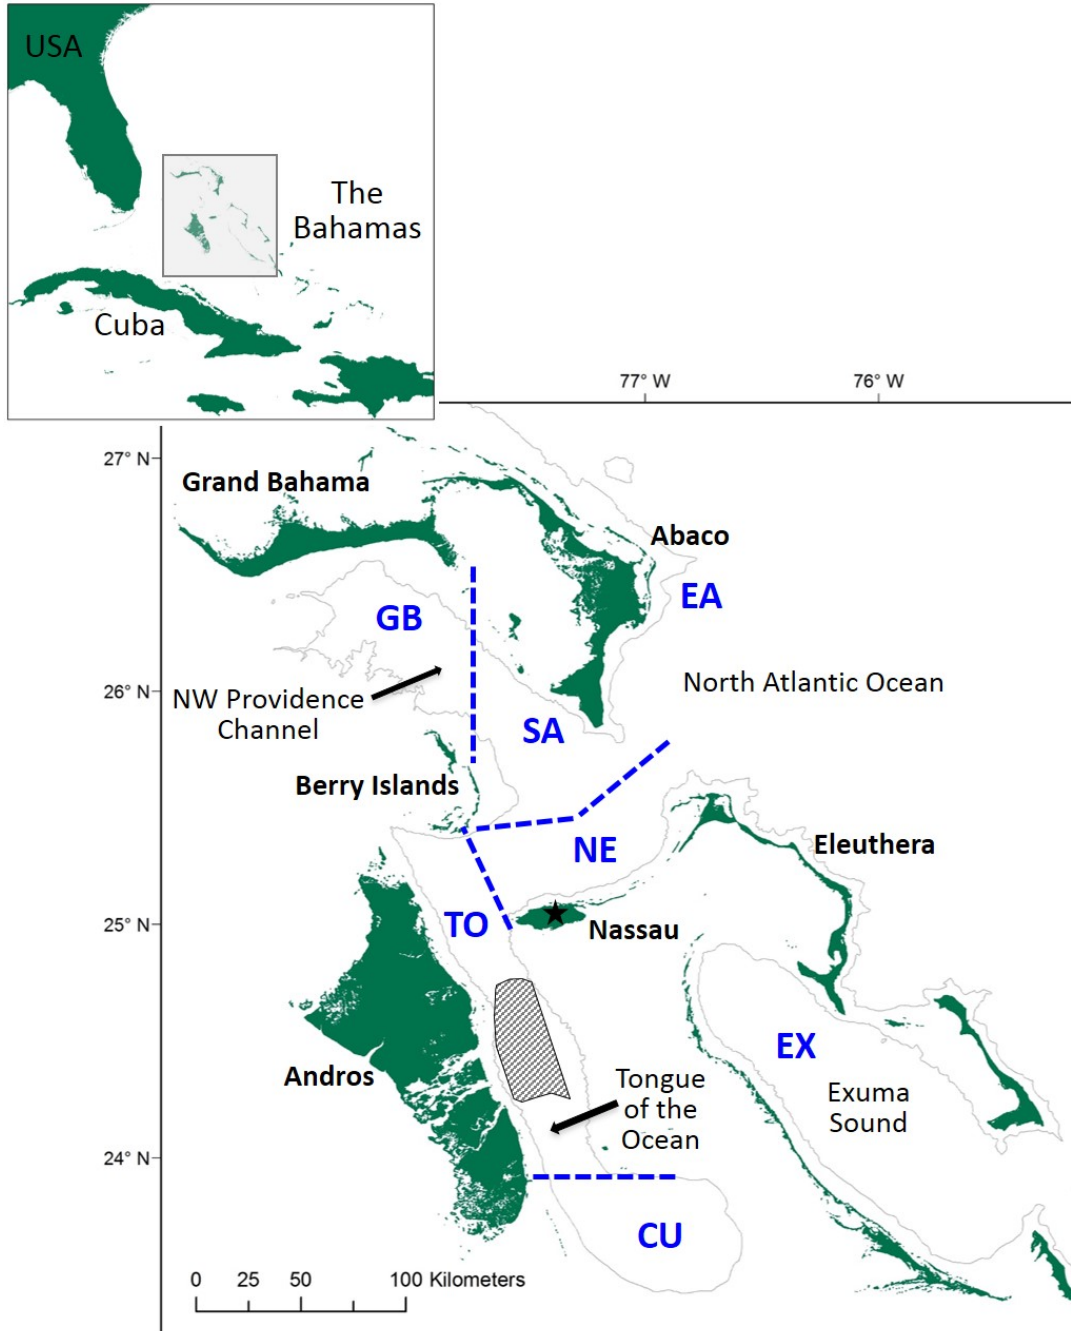 USA
The
Bahamas
Cuba
77° W
76° W
27° N
Grand Bahama
Abaco
EA
GB
26° N
North Atlantic Ocean
NW Providence
Channel
SA
Berry Islands
NE
Eleuthera
25° N
TO
Nassau
EX
Andros
Tongue
of the
Ocean
Exuma
Sound
24° N
CU
0 25 50 100 Kilometers